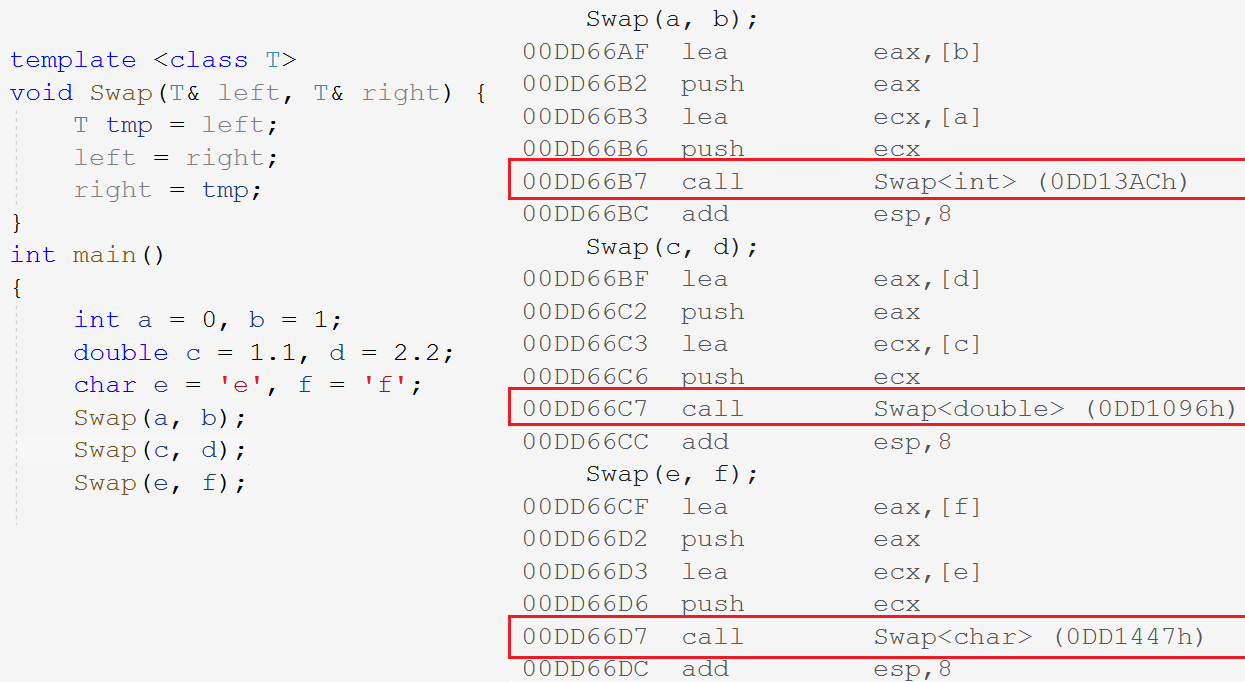 template <class T>
void Swap(T& left, T& right) {
    T tmp = left;
    left = right;
    right = tmp;
}
int main()
{
    int a = 0, b = 1;
    double c = 1.1, d = 2.2;
    char e = 'e', f = 'f';
    Swap(a, b);
    Swap(c, d);
    Swap(e, f);
    Swap(a, b);
00DD66AF  lea         eax,[b]
00DD66B2  push        eax
00DD66B3  lea         ecx,[a]
00DD66B6  push        ecx
00DD66B7  call        Swap<int> (0DD13ACh)
00DD66BC  add         esp,8
    Swap(c, d);
00DD66BF  lea         eax,[d]
00DD66C2  push        eax
00DD66C3  lea         ecx,[c]
00DD66C6  push        ecx
00DD66C7  call        Swap<double> (0DD1096h)
00DD66CC  add         esp,8
    Swap(e, f);
00DD66CF  lea         eax,[f]
00DD66D2  push        eax
00DD66D3  lea         ecx,[e]
00DD66D6  push        ecx
00DD66D7  call        Swap<char> (0DD1447h)
00DD66DC  add         esp,8